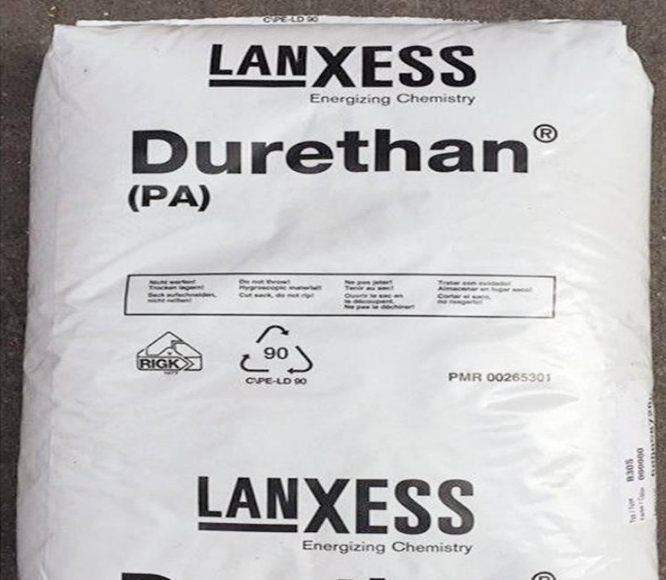 C\PE-LD 90
LANXESS
Energizing Chemistry
Durethan®
(PA)
Nicht werfen!
Trocken lagern!
Sack aufschneiden,
nicht reißen!
Do not throw!
Hygroscopic material!
Cut sack, do not rip!
Ne pas jeter!
Tenir au sec!
Ouvrir le sac en
le découpant.
Ne pas le déchirer!
Tratar con cuidado!
Almacenar en lugar seco!
Cortar el saco,
no rasgarlo!
RIGK
90
C\PE-LD 90
PMR 00265301
B30S
000000
LANXESS
Energizing Chemistry